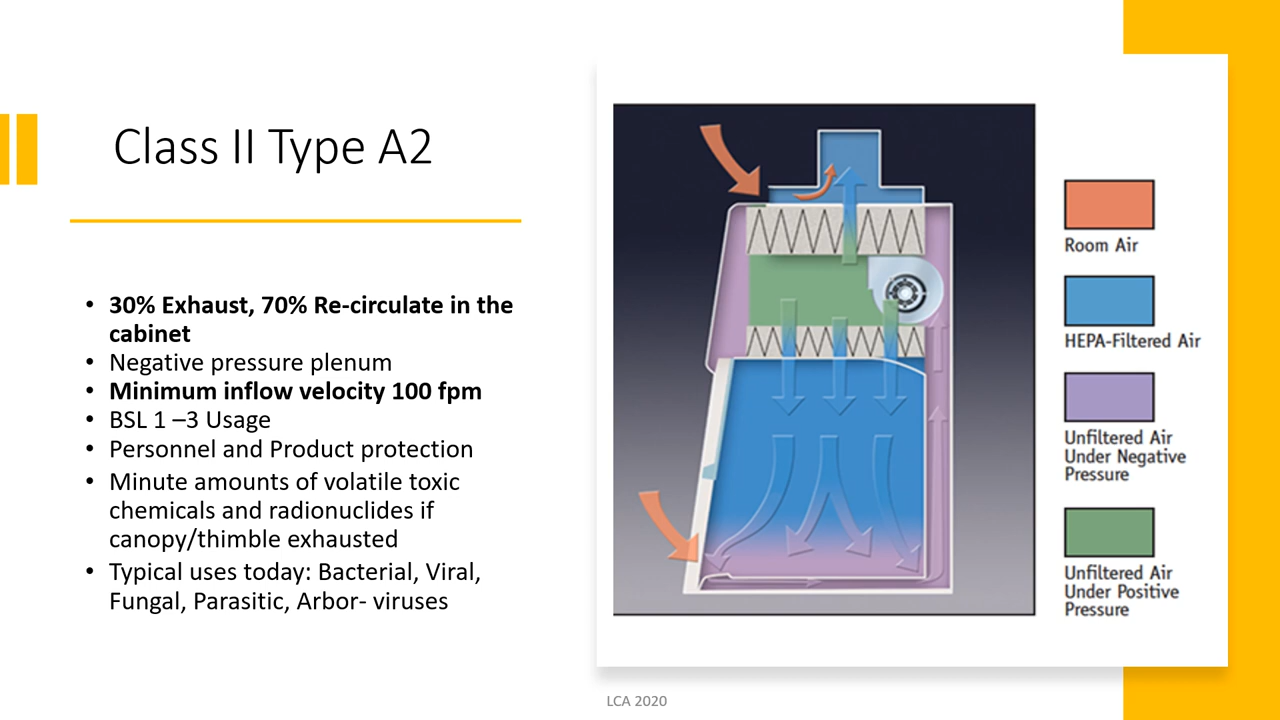 Class II Type A2
• 30% Exhaust, 70% Re-circulate in the
cabinet
• Negative pressure plenum
• Minimum inflow velocity 100 fpm
• BSL 1 –3 Usage
• Personnel and Product protection
• Minute amounts of volatile toxic
chemicals and radionuclides if
canopy/thimble exhausted
• Typical uses today: Bacterial, Viral,
Fungal, Parasitic, Arbor- viruses
Room Air
HEPA-Filtered Air
Unfiltered Air
Under Negative
Pressure
Unfiltered Air
Under Positive
Pressure
LCA 2020